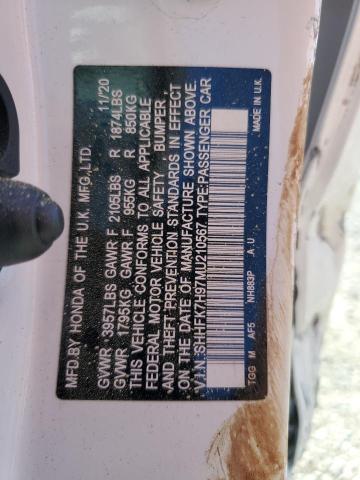 MFD.BY HONDA OF THE U.K. MFG.,LTD. 11/'20
GVWR 3957LBS GAWR F 2105LBS R 1874LBS
GVWR 1795KG GAWR F 955KG R 850KG
THIS VEHICLE CONFORMS TO ALL APPLICABLE
FEDERAL MOTOR VEHICLE SAFETY, BUMPER,
AND THEFT PREVENTION STANDARDS IN EFFECT
ON THE DATE OF MANUFACTURE SHOWN ABOVE.
V.I.N.:SHHFK7H97MU210567 TYPE:PASSENGER CAR
TGG M AF5 NH883P A U MADE IN U.K.